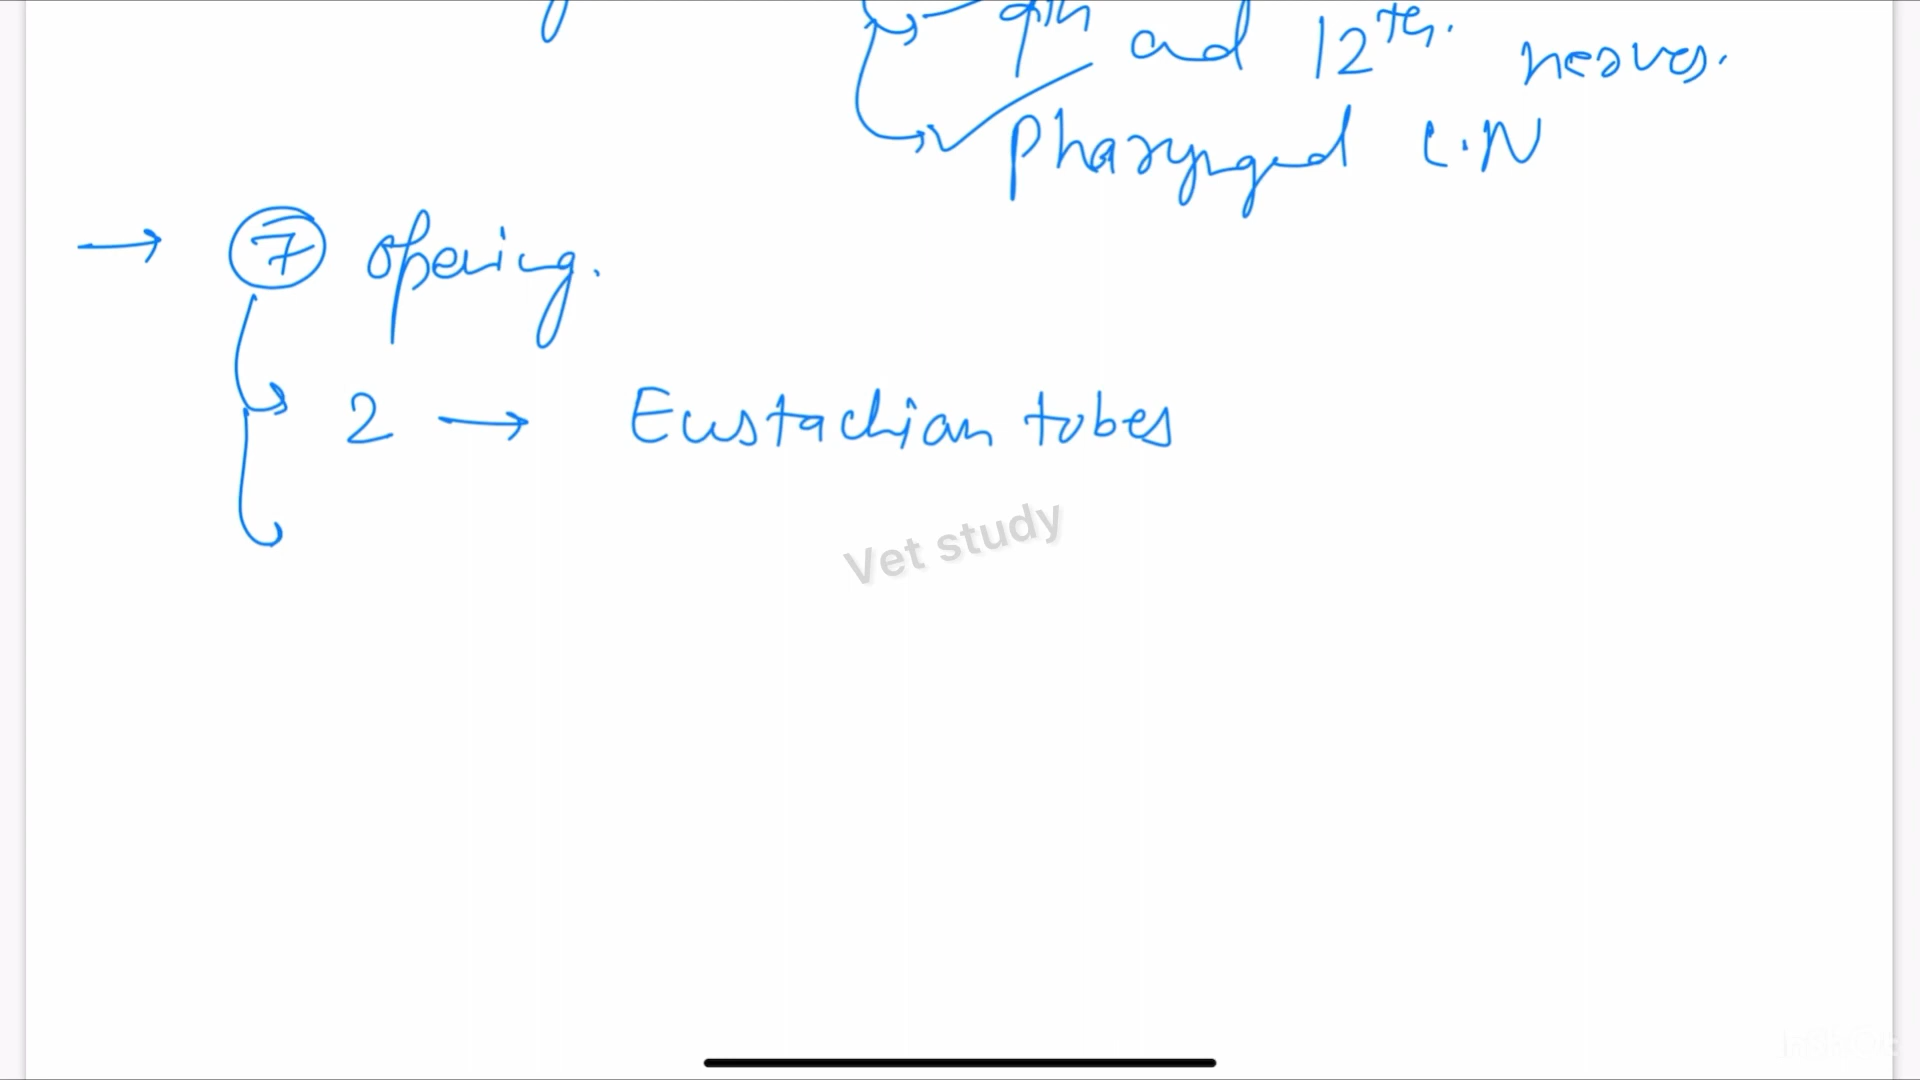 9th and 12th. nerves.
Pharyngeal L.N
→ 7 opening.
2 → Eustachian tubes
Vet study